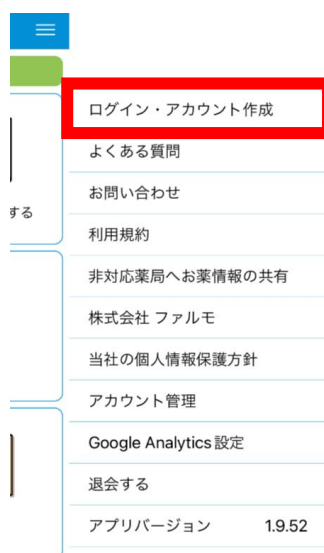 ログイン・アカウント作成
よくある質問
お問い合わせ
する
利用規約
非対応薬局へお薬情報の共有
株式会社 ファルモ
当社の個人情報保護方針
アカウント管理
Google Analytics 設定
退会する
アプリバージョン 1.9.52